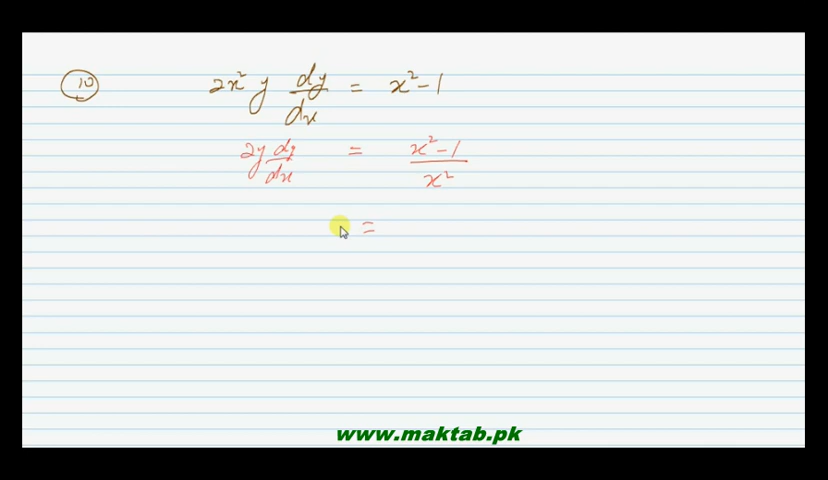 10 2x² y dy/dx = x² - 1
2y dy/dx = x² - 1 / x²
=
www.maktab.pk